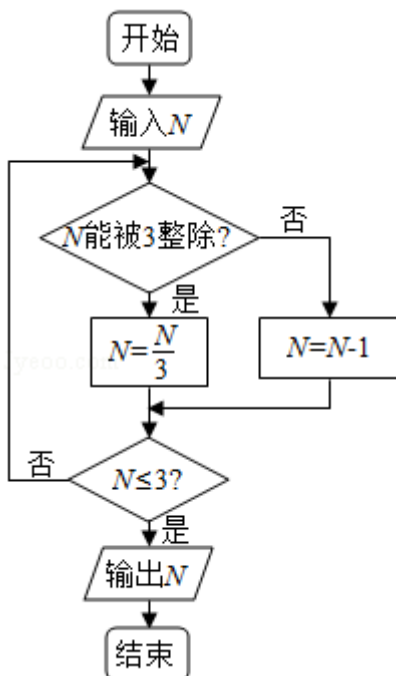 开始
输入N
N能被3整除?
否
是
N=N/3
N=N-1
否
N≤3?
是
输出N
结束